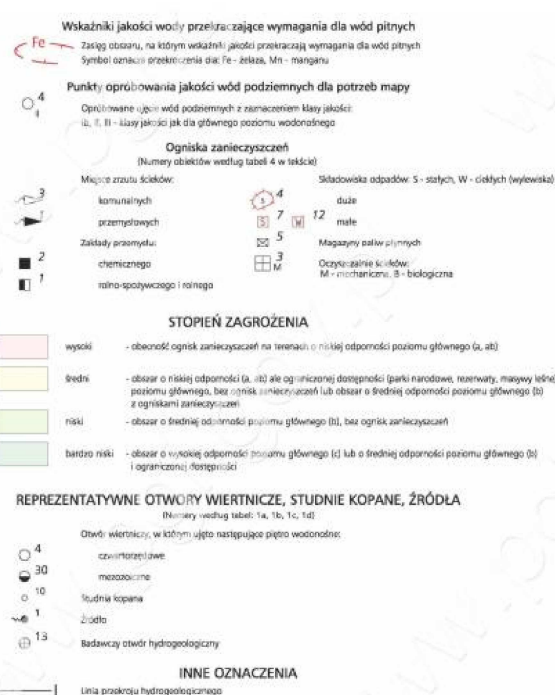 Wskaźniki jakości wody przekraczające wymagania dla wód pitnych
Fe
Zasięg obszaru, na którym wskaźniki jakości przekraczają wymagania dla wód pitnych
Symbol oznacza przekroczenia dla: Fe - żelaza, Mn - manganu
Punkty opróbowania jakości wód podziemnych dla potrzeb mapy
4
II
Opróbowane ujęcie wód podziemnych z zaznaczeniem klasy jakości:
II, III - klasy jakości jak dla głównego poziomu wodonośnego
Ogniska zanieczyszczeń
(Numery obiektów według tabeli 4 w tekście)
Miejsce zrzutu ścieków:
3 komunalnych
1 przemysłowych
Zakłady przemysłu:
2 chemicznego
1 rolno-spożywczego i rolnego
Składowiska odpadów: S - stałych, W - ciekłych (wylewiska)
S 4 duże
S 7 W 12 małe
5 Magazyny paliw płynnych
3 M Oczyszczalnie ścieków:
M - mechaniczna, B - biologiczna
STOPIEŃ ZAGROŻENIA
wysoki - obecność ognisk zanieczyszczeń na terenach o niskiej odporności poziomu głównego (a, ab)
średni - obszar o niskiej odporności (a, ab) ale ograniczonej dostępności (parki narodowe, rezerwaty, masywy leśne)
poziomu głównego, bez ognisk zanieczyszczeń lub obszar o średniej odporności poziomu głównego (b)
z ogniskami zanieczyszczeń
niski - obszar o średniej odporności poziomu głównego (b), bez ognisk zanieczyszczeń
bardzo niski - obszar o wysokiej odporności poziomu głównego (c) lub o średniej odporności poziomu głównego (b)
i ograniczonej dostępności
REPREZENTATYWNE OTWORY WIERTNICZE, STUDNIE KOPANE, ŹRÓDŁA
(Numery według tabel: 1a, 1b, 1c, 1d)
Otwór wiertniczy, w którym ujęto następujące piętro wodonośne:
4 czwartorzędowe
30 mezozoiczne
10 Studnia kopana
1 Źródło
13 Badawczy otwór hydrogeologiczny
INNE OZNACZENIA
Linia przekroju hydrogeologicznego